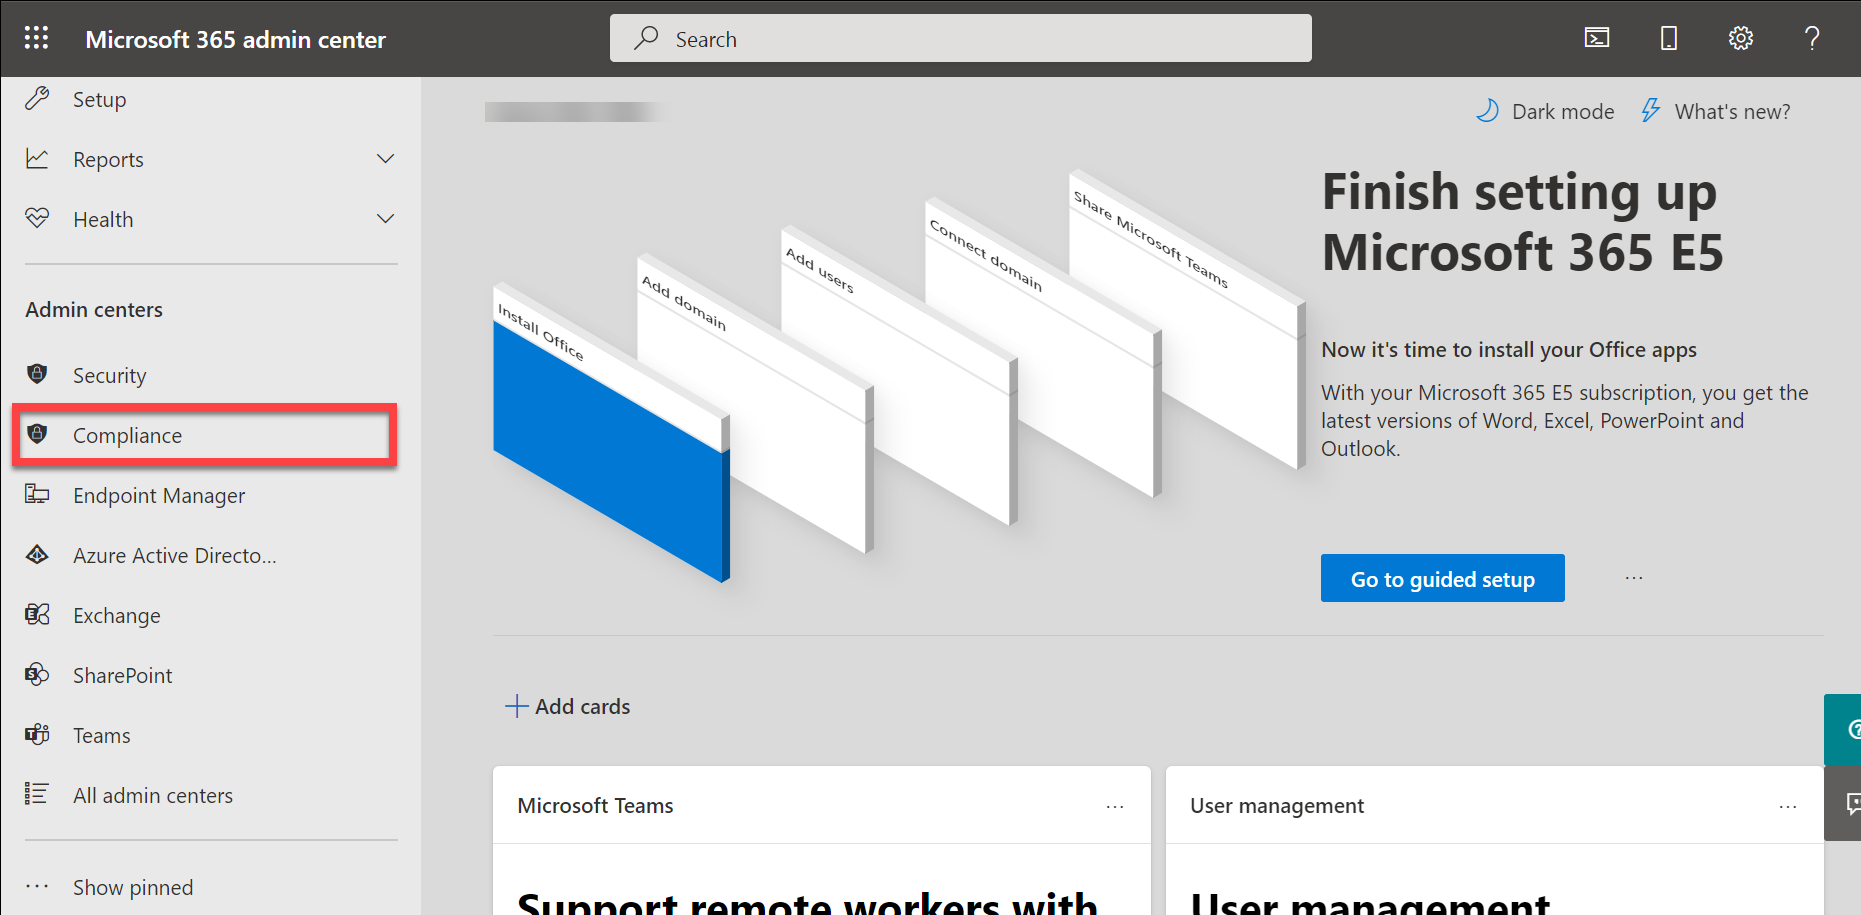 Microsoft 365 admin center
Search
Setup
Reports
Health
Admin centers
Security
Compliance
Endpoint Manager
Azure Active Directo...
Exchange
SharePoint
Teams
All admin centers
Show pinned
Dark mode
What's new?
Install Office
Add domain
Add users
Connect domain
Share Microsoft Teams
Finish setting up
Microsoft 365 E5
Now it's time to install your Office apps
With your Microsoft 365 E5 subscription, you get the
latest versions of Word, Excel, PowerPoint and
Outlook.
Go to guided setup
Add cards
Microsoft Teams
Support remote workers with
User management
User management